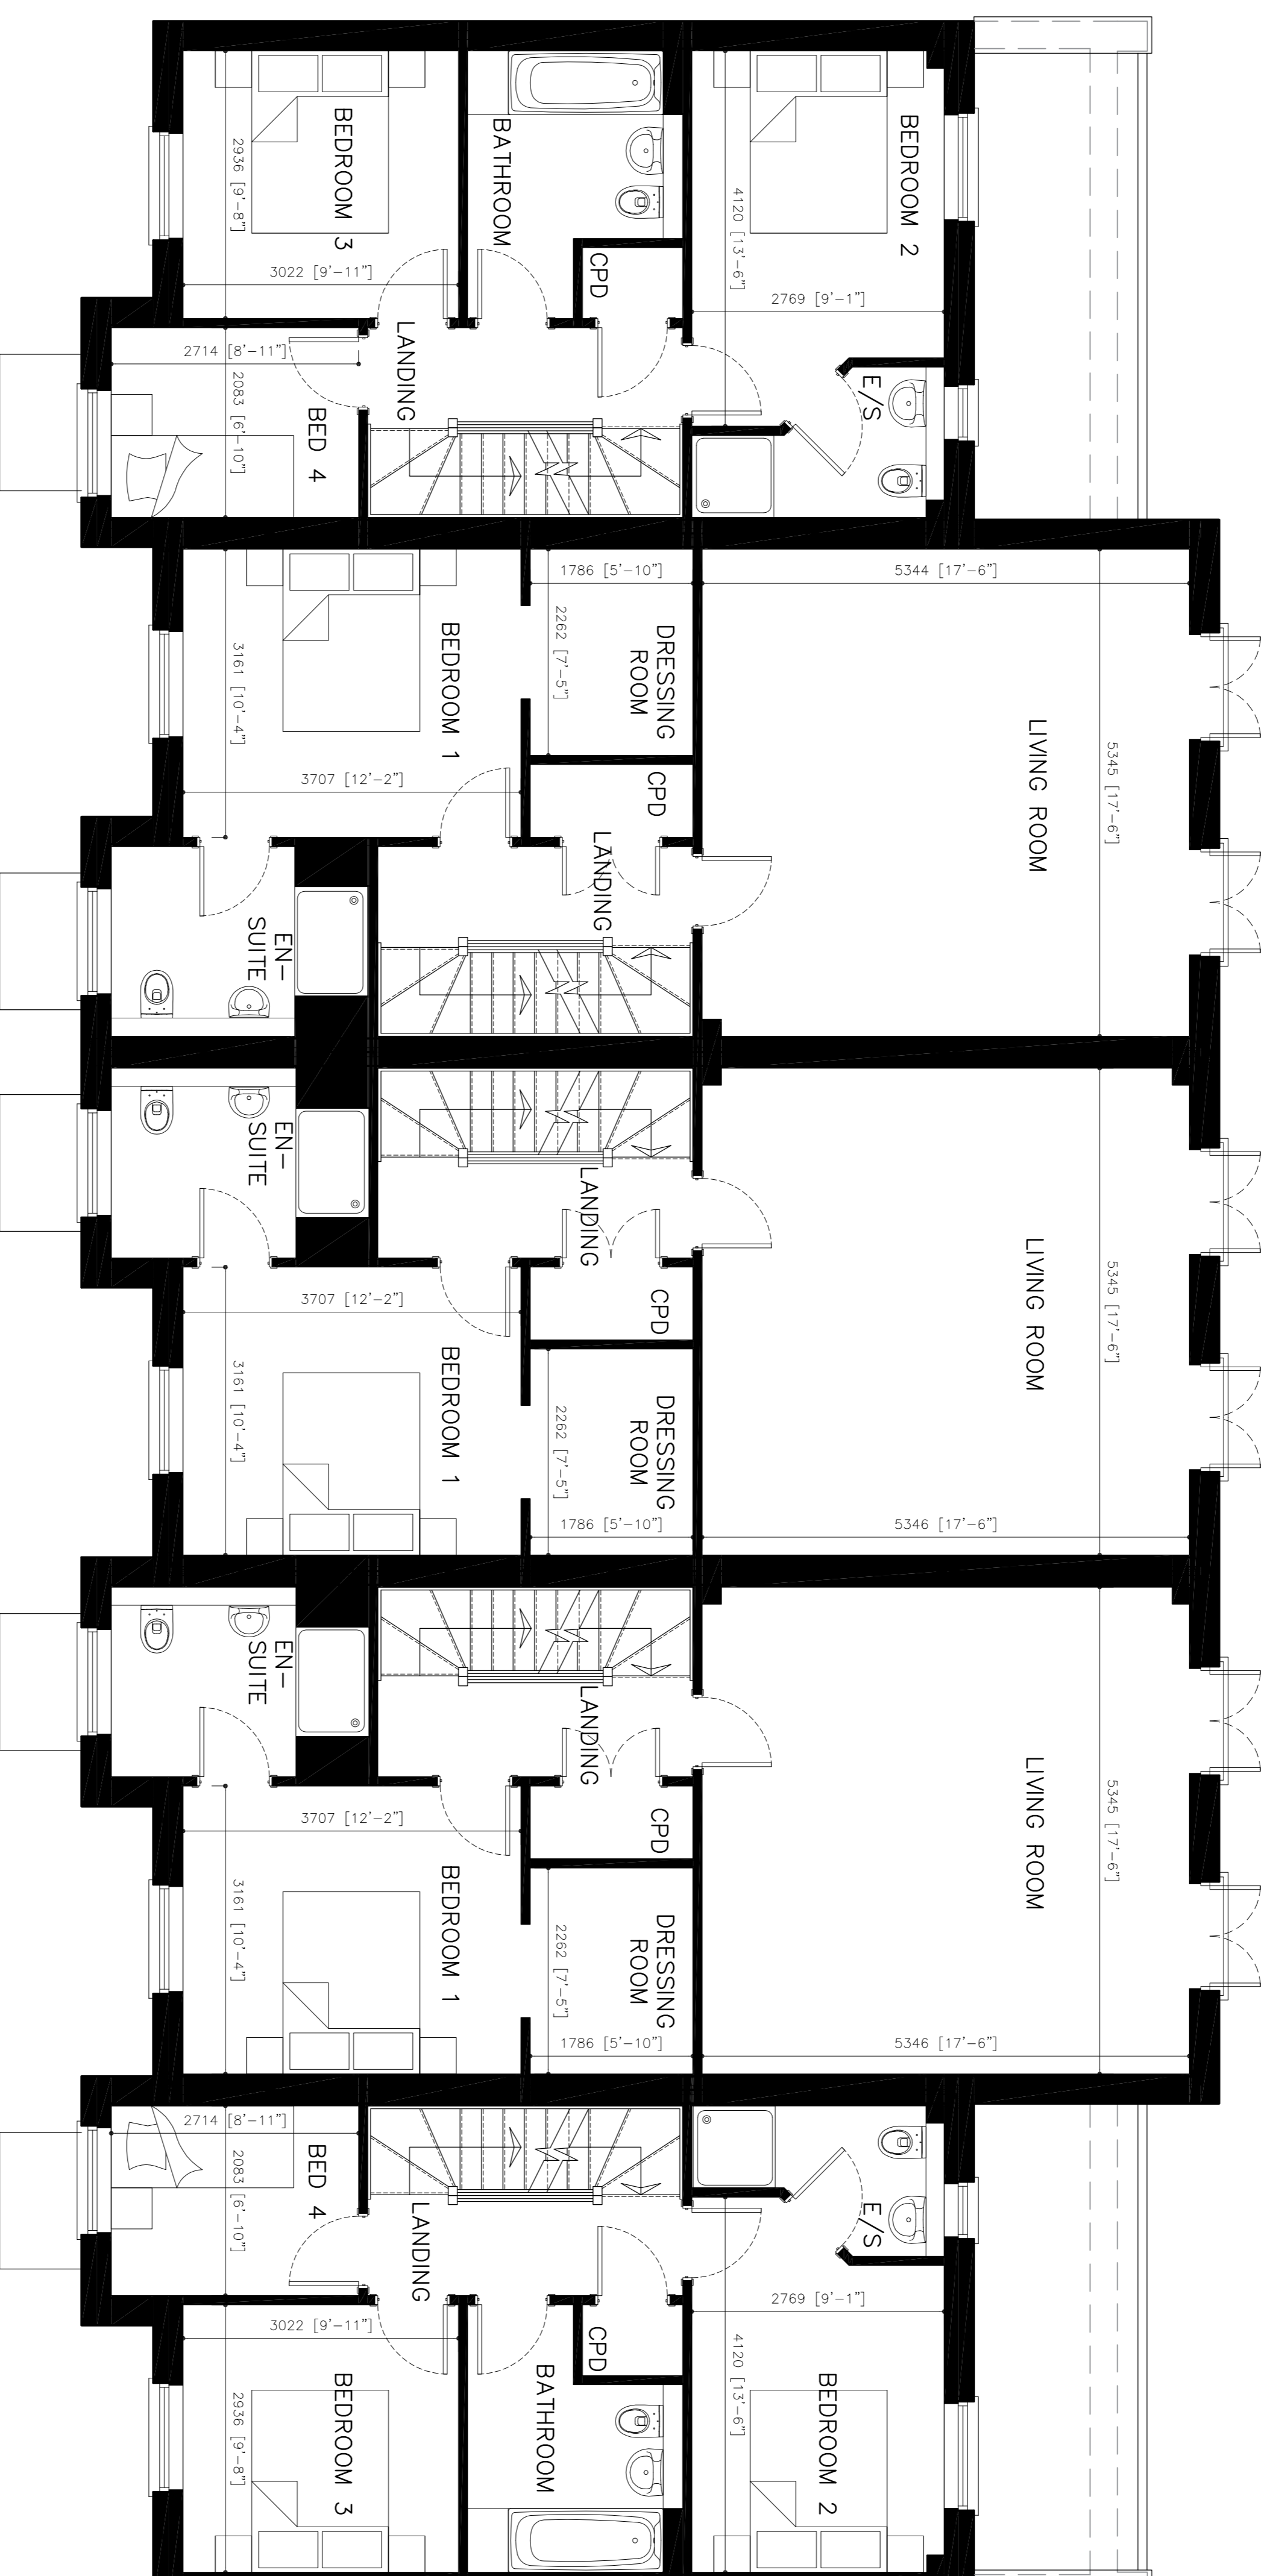 BEDROOM 3
2936 [9'-8"]
3022 [9'-11"]
BATHROOM
CPD
BEDROOM 2
4120 [13'-6"]
2769 [9'-1"]
LANDING
E/S
2714 [8'-11"]
2083 [6'-10"]
BED 4
BEDROOM 1
3161 [10'-4"]
3707 [12'-2"]
1786 [5'-10"]
2262 [7'-5"]
DRESSING
ROOM
CPD
LANDING
EN-
SUITE
5344 [17'-6"]
5345 [17'-6"]
LIVING ROOM
EN-
SUITE
LANDING
CPD
3707 [12'-2"]
3161 [10'-4"]
BEDROOM 1
DRESSING
ROOM
2262 [7'-5"]
1786 [5'-10"]
LIVING ROOM
5345 [17'-6"]
5346 [17'-6"]
EN-
SUITE
LANDING
CPD
3707 [12'-2"]
3161 [10'-4"]
BEDROOM 1
DRESSING
ROOM
2262 [7'-5"]
1786 [5'-10"]
LIVING ROOM
5345 [17'-6"]
5346 [17'-6"]
2714 [8'-11"]
2083 [6'-10"]
BED 4
LANDING
E/S
3022 [9'-11"]
2936 [9'-8"]
BEDROOM 3
CPD
BATHROOM
2769 [9'-1"]
4120 [13'-6"]
BEDROOM 2